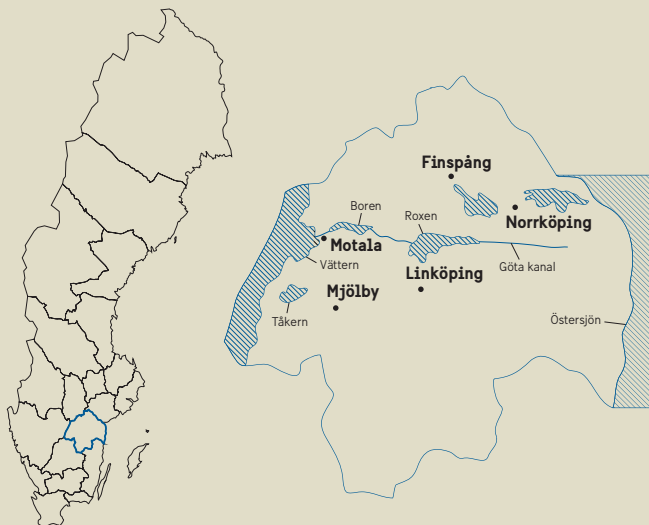 Finspång
Boren
Roxen
Norrköping
Motala
Vättern
Göta kanal
Linköping
Mjölby
Tåkern
Östersjön